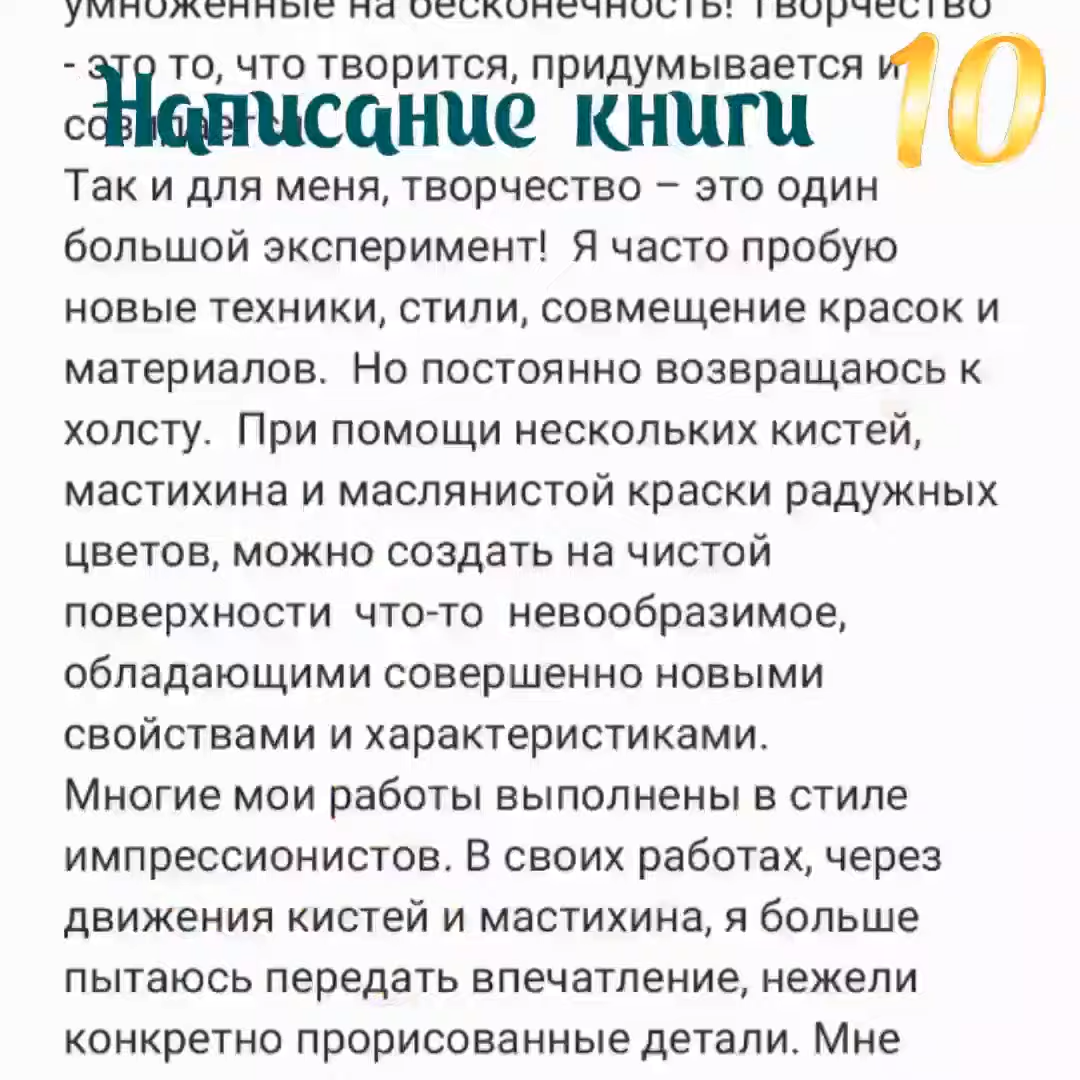 умноженные на бесконечность! Творчество
- это то, что творится, придумывается и
Написание книги
10
Так и для меня, творчество – это один
большой эксперимент! Я часто пробую
новые техники, стили, совмещение красок и
материалов. Но постоянно возвращаюсь к
холсту. При помощи нескольких кистей,
мастихина и маслянистой краски радужных
цветов, можно создать на чистой
поверхности что-то невообразимое,
обладающими совершенно новыми
свойствами и характеристиками.
Многие мои работы выполнены в стиле
импрессионистов. В своих работах, через
движения кистей и мастихина, я больше
пытаюсь передать впечатление, нежели
конкретно прорисованные детали. Мне